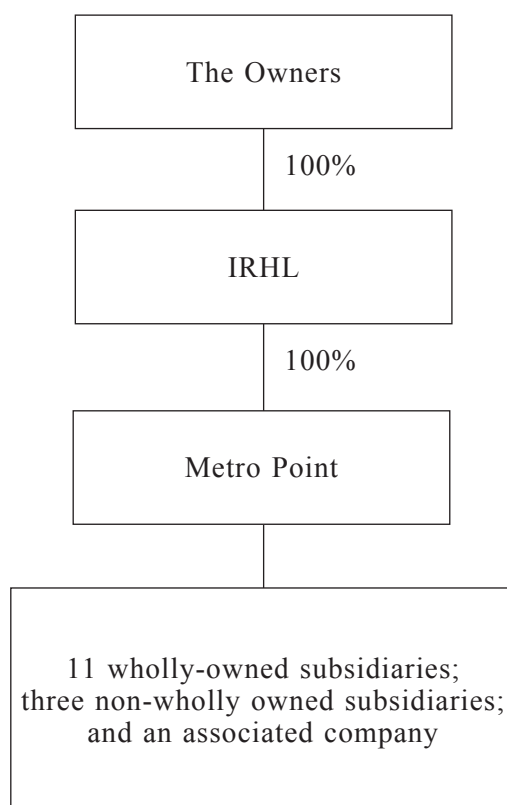 The Owners
100%
IRHL
100%
Metro Point
11 wholly-owned subsidiaries;
three non-wholly owned subsidiaries;
and an associated company